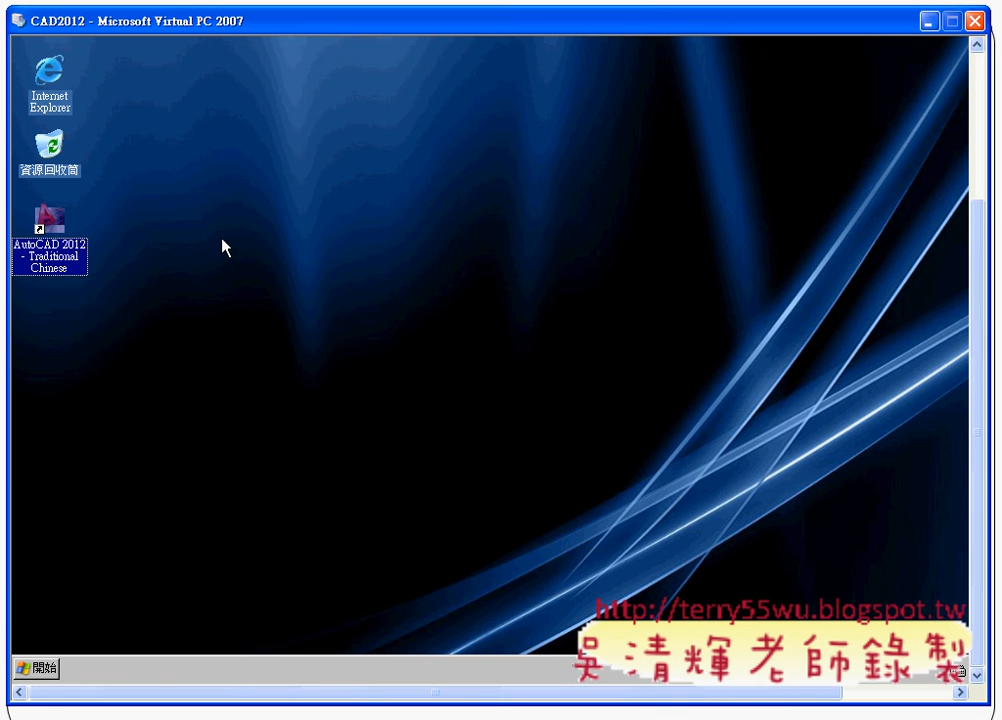 CAD2012 - Microsoft Virtual PC 2007
Internet
Explorer
資源回收筒
AutoCAD 2012
- Traditional
Chinese
http://terry55wu.blogspot.tw
吳清輝老師錄製
開始